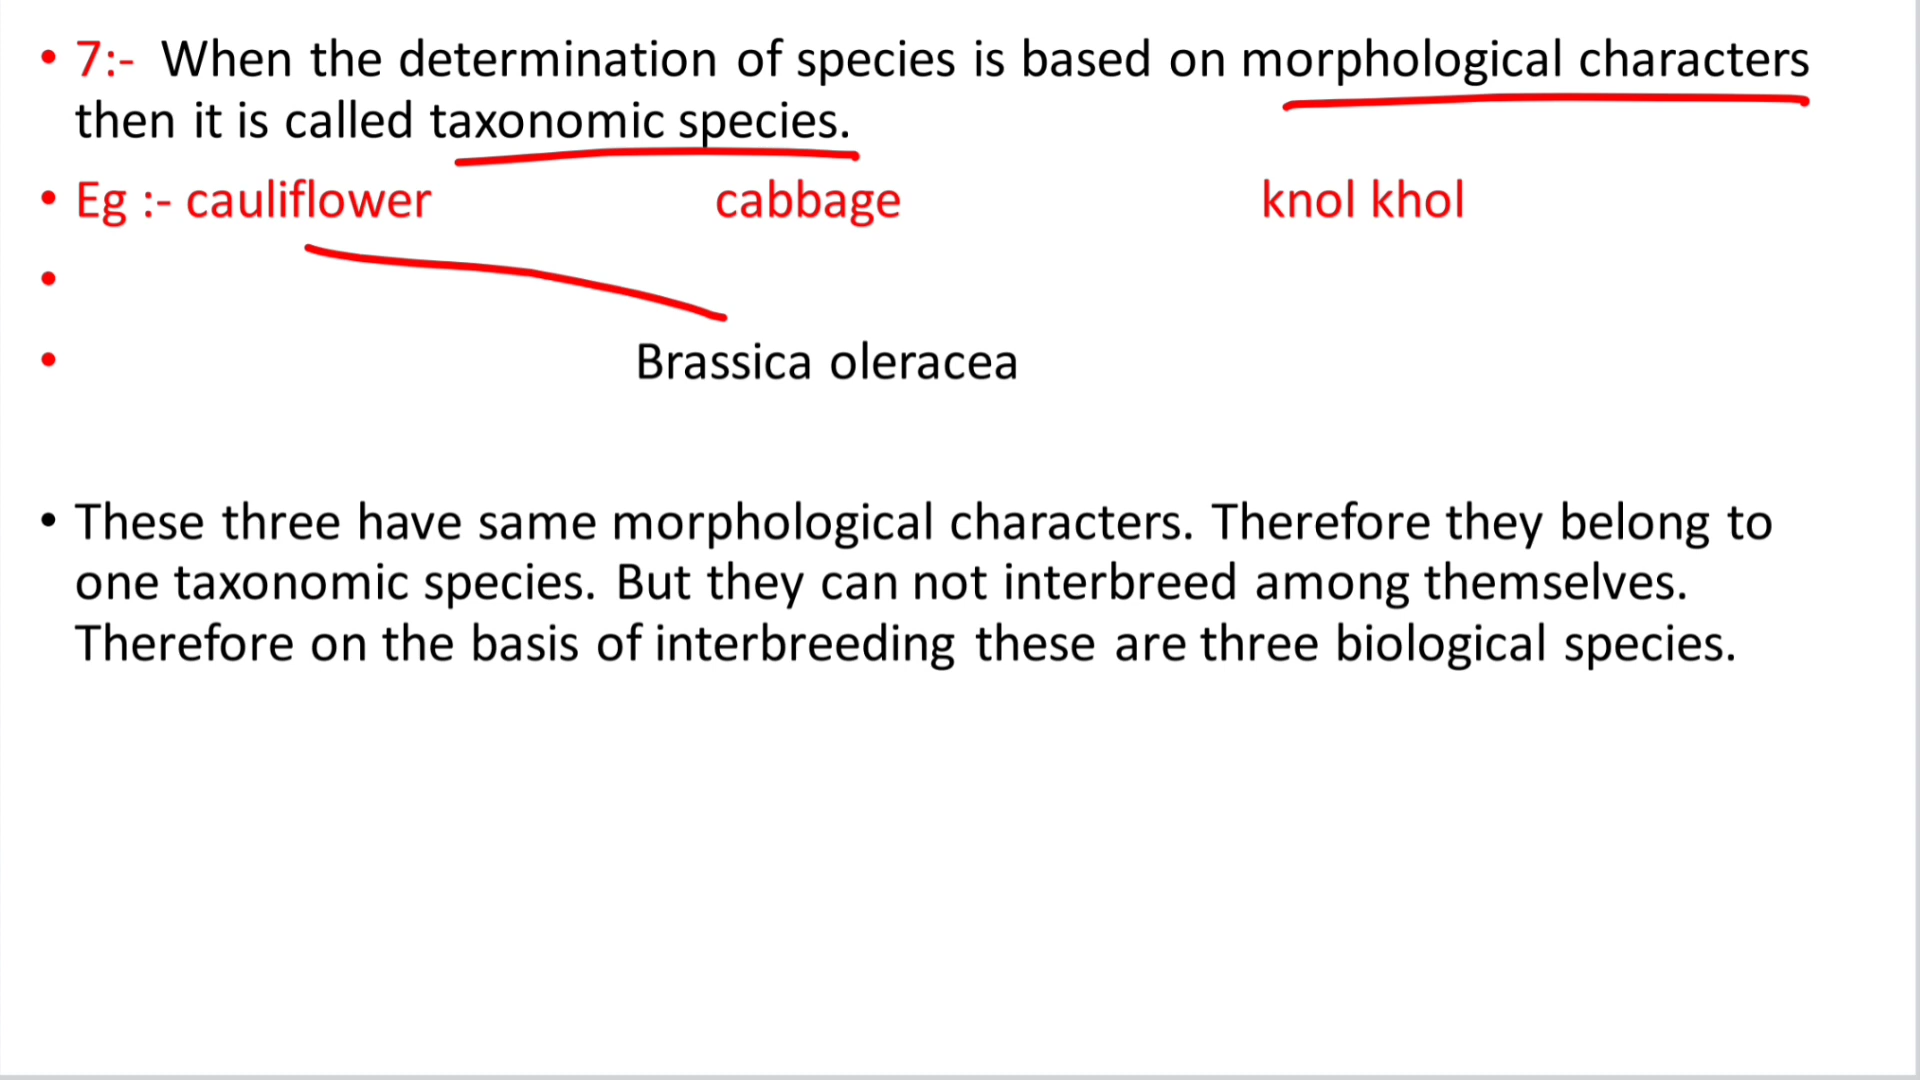 • 7:- When the determination of species is based on morphological characters
then it is called taxonomic species.
• Eg :- cauliflower cabbage knol khol
•
• Brassica oleracea
• These three have same morphological characters. Therefore they belong to
one taxonomic species. But they can not interbreed among themselves.
Therefore on the basis of interbreeding these are three biological species.